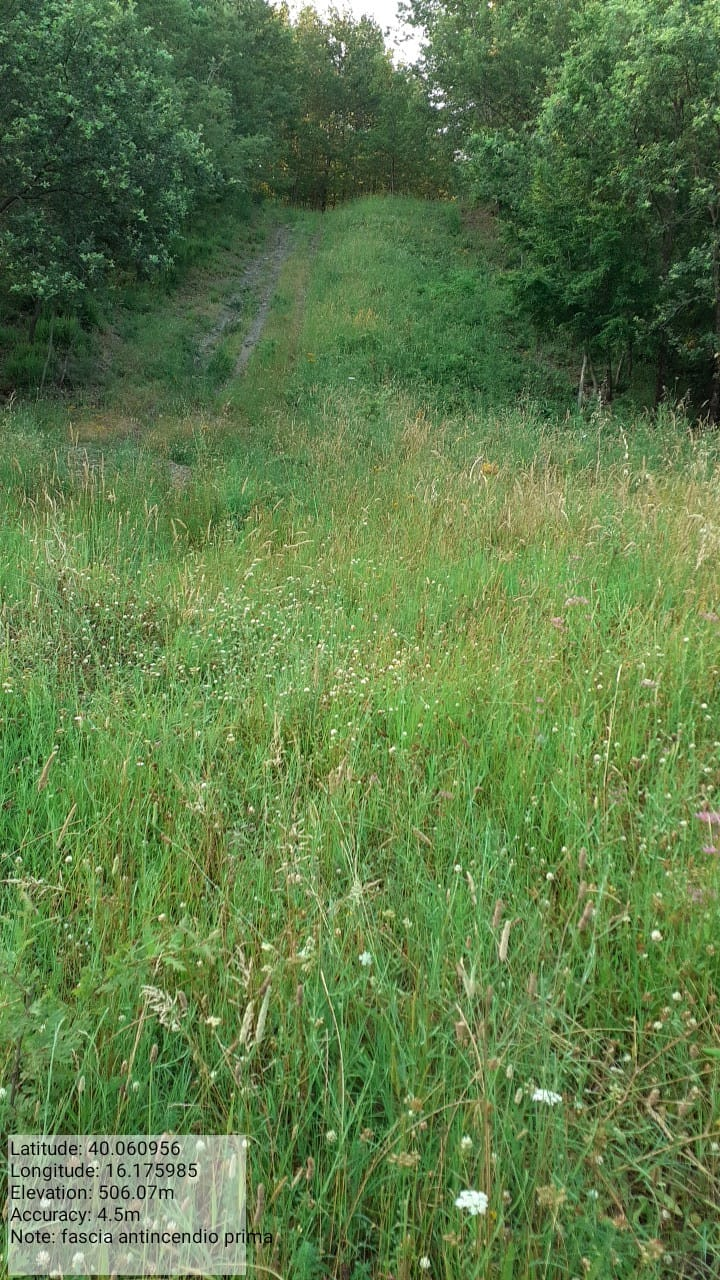 Latitude: 40.060956
Longitude: 16.175985
Elevation: 506.07m
Accuracy: 4.5m
Note: fascia antincendio prima